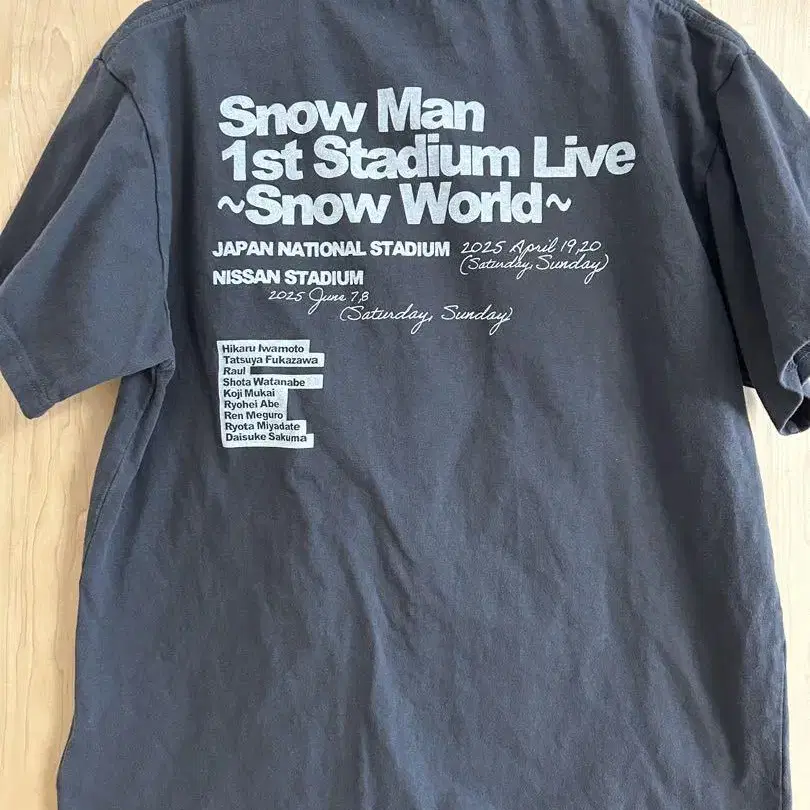 Snow Man
1st Stadium Live
~Snow World~
JAPAN NATIONAL STADIUM 2025 April 19,20
(Saturday, Sunday)
NISSAN STADIUM
2025 June 7,8
(Saturday, Sunday)
Hikaru Iwamoto
Tatsuya Fukazawa
Raul
Shota Watanabe
Koji Mukai
Ryohei Abe
Ren Meguro
Ryota Miyadate
Daisuke Sakuma